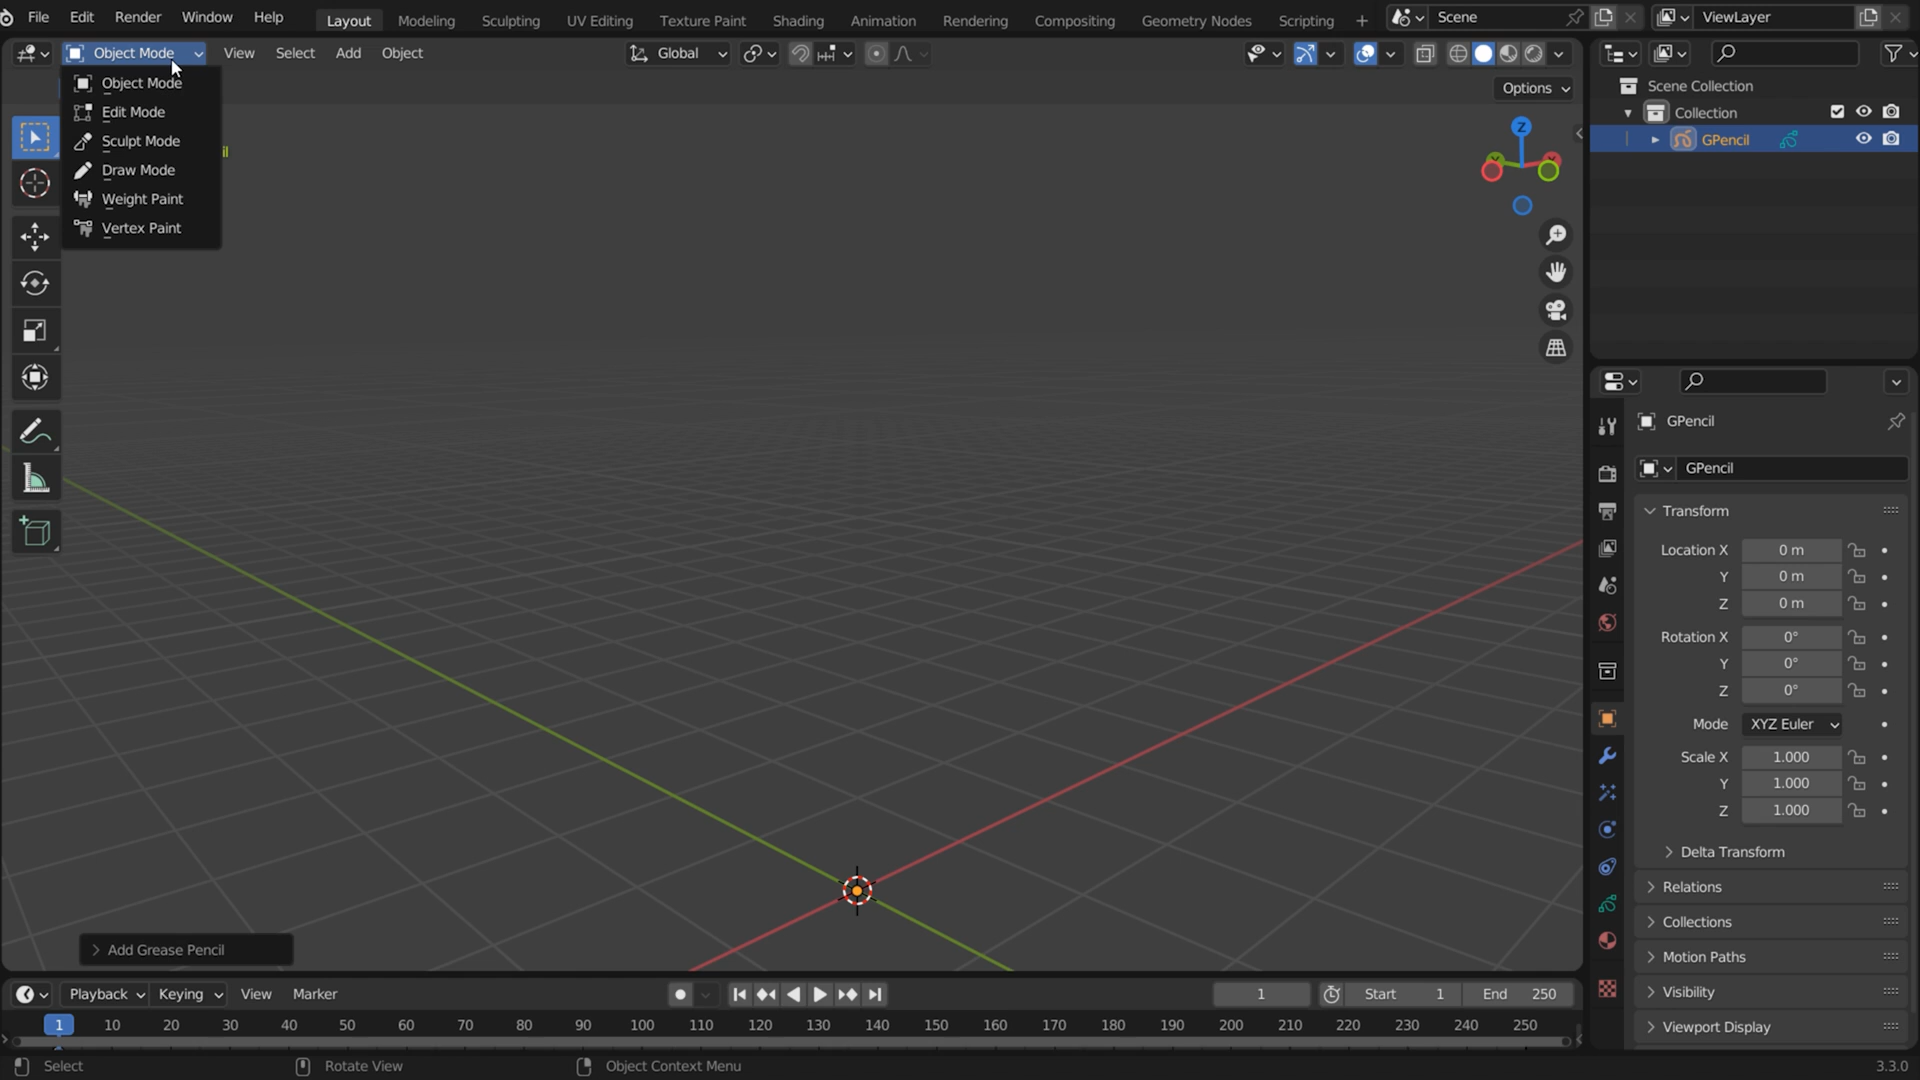 File Edit Render Window Help Layout Modeling Sculpting UV Editing Texture Paint Shading Animation Rendering Compositing Geometry Nodes Scripting + Scene ViewLayer
Object Mode View Select Add Object Global
Options
Object Mode
Edit Mode
Sculpt Mode
Draw Mode
Weight Paint
Vertex Paint
il
Z
Add Grease Pencil
Scene Collection
Collection
GPencil
GPencil
GPencil
Transform
Location X 0 m
Y 0 m
Z 0 m
Rotation X 0°
Y 0°
Z 0°
Mode XYZ Euler
Scale X 1.000
Y 1.000
Z 1.000
Delta Transform
Relations
Collections
Motion Paths
Visibility
Viewport Display
Playback Keying View Marker 1 Start 1 End 250
1 10 20 30 40 50 60 70 80 90 100 110 120 130 140 150 160 170 180 190 200 210 220 230 240 250
Select Rotate View Object Context Menu 3.3.0